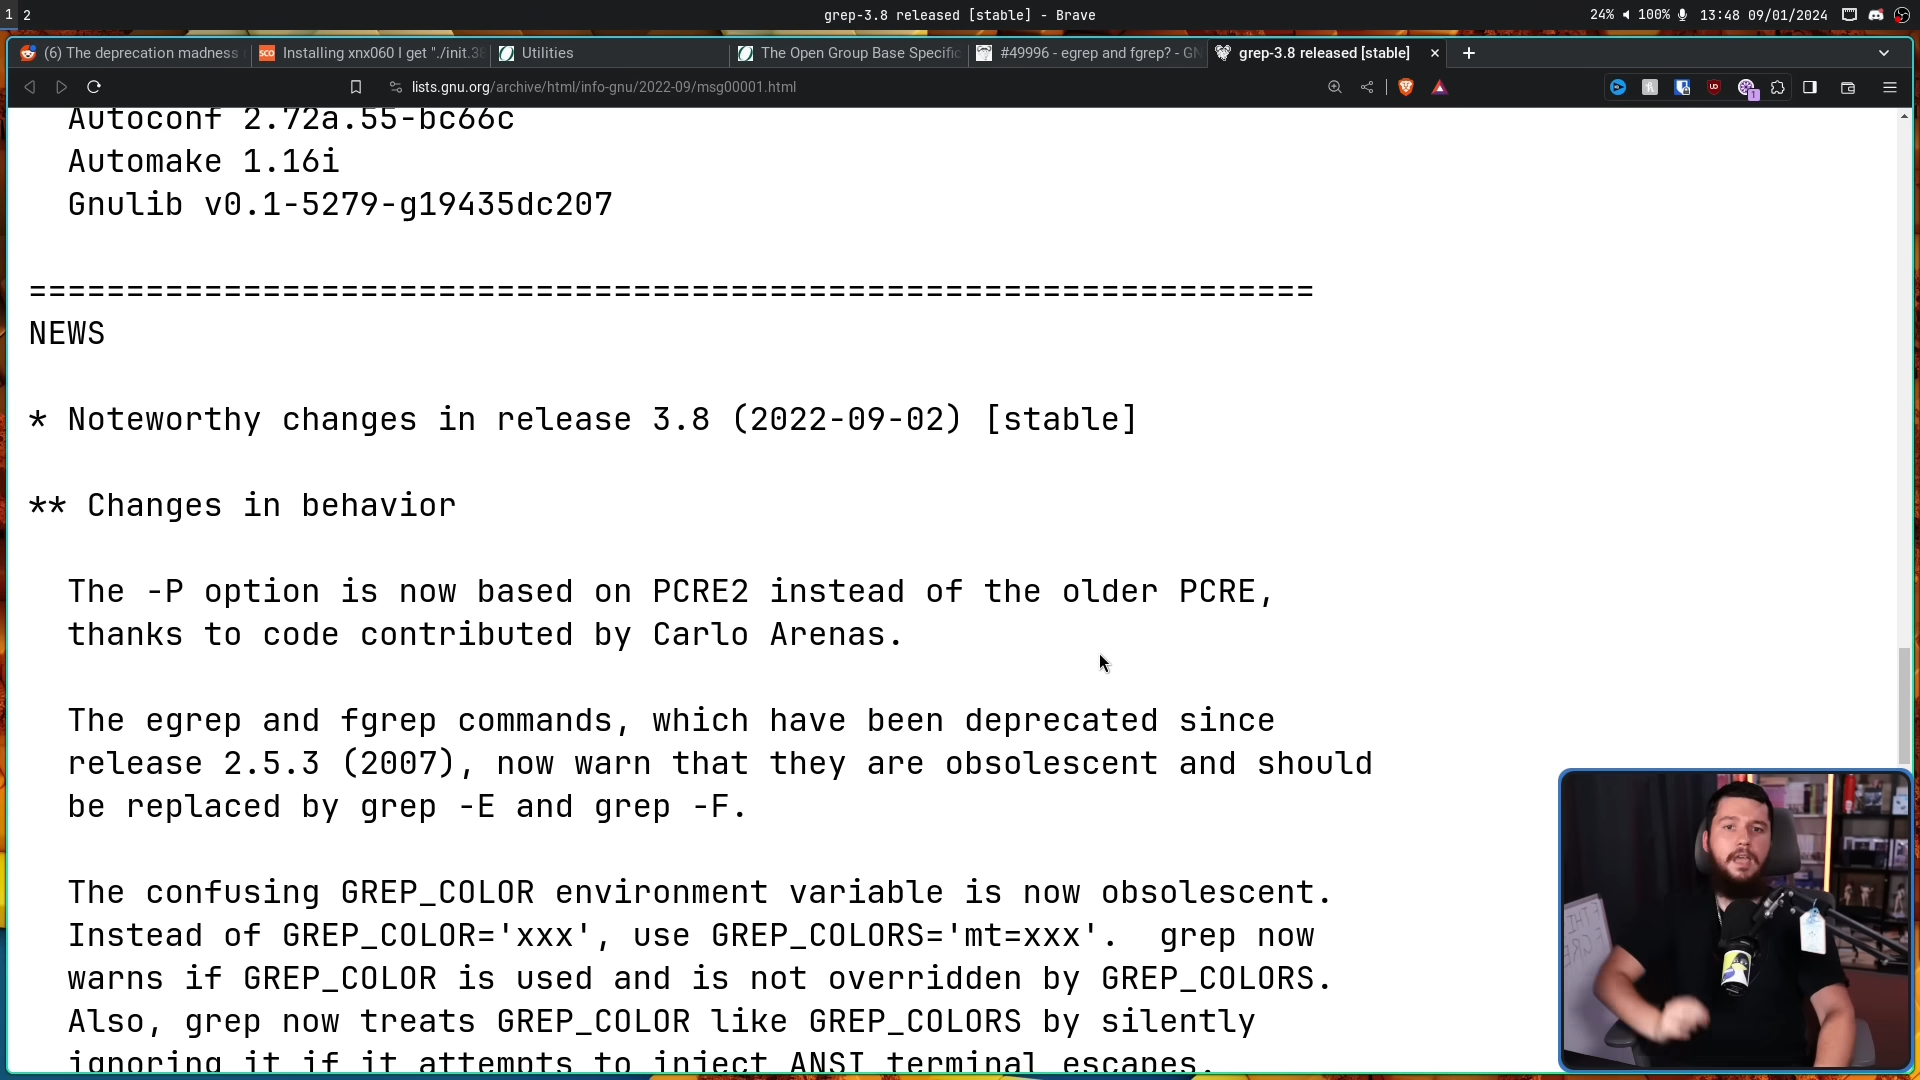 1 2
grep-3.8 released [stable] - Brave
24% 100% 13:48 09/01/2024
(6) The deprecation madness
SCO Installing xnx060 I get "./init.38
Utilities
The Open Group Base Specific
#49996 - egrep and fgrep? - GN
grep-3.8 released [stable]
lists.gnu.org/archive/html/info-gnu/2022-09/msg00001.html
1
Autoconf 2.72a.55-bc66c
Automake 1.16i
Gnulib v0.1-5279-g19435dc207
==================================================================
NEWS
* Noteworthy changes in release 3.8 (2022-09-02) [stable]
** Changes in behavior
The -P option is now based on PCRE2 instead of the older PCRE,
thanks to code contributed by Carlo Arenas.
The egrep and fgrep commands, which have been deprecated since
release 2.5.3 (2007), now warn that they are obsolescent and should
be replaced by grep -E and grep -F.
The confusing GREP_COLOR environment variable is now obsolescent.
Instead of GREP_COLOR='xxx', use GREP_COLORS='mt=xxx'.  grep now
warns if GREP_COLOR is used and is not overridden by GREP_COLORS.
Also, grep now treats GREP_COLOR like GREP_COLORS by silently
ignoring it if it attempts to inject ANSI terminal escapes.